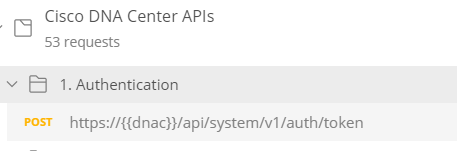 Cisco DNA Center APIs
53 requests
1. Authentication
POST https://{{dnac}}/api/system/v1/auth/token